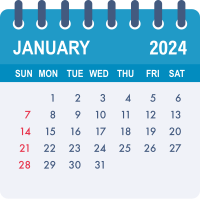 JANUARY 2024
SUN MON TUE WED THU FRI SAT
1 2 3 4 5 6
7 8 9 10 11 12 13
14 15 16 17 18 19 20
21 22 23 24 25 26 27
28 29 30 31